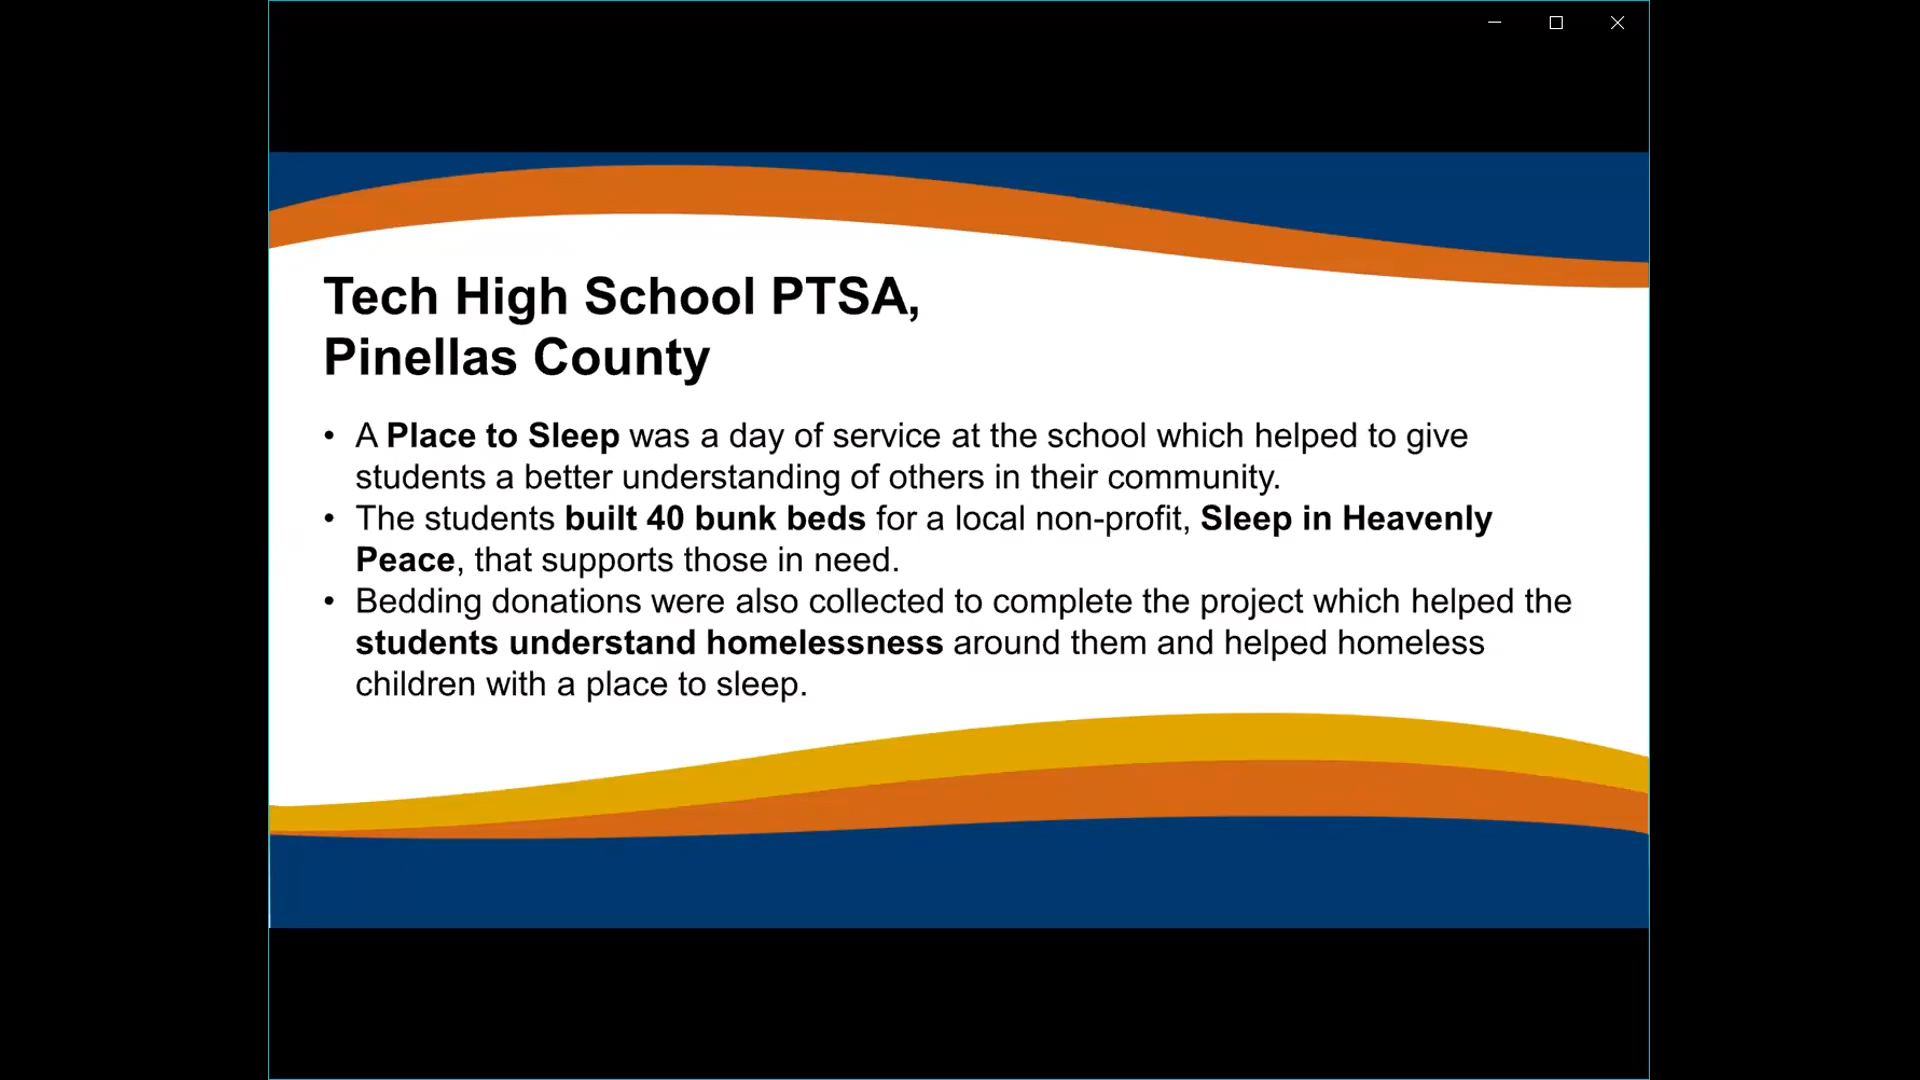 Tech High School PTSA,
Pinellas County
• A Place to Sleep was a day of service at the school which helped to give
students a better understanding of others in their community.
• The students built 40 bunk beds for a local non-profit, Sleep in Heavenly
Peace, that supports those in need.
• Bedding donations were also collected to complete the project which helped the
students understand homelessness around them and helped homeless
children with a place to sleep.